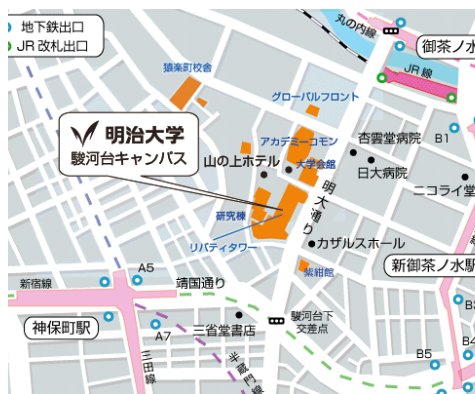 地下鉄出口
JR 改札出口
丸の内線
御茶ノ水
JR 線
猿楽町校舎
グローバルフロント
B1
明治大学
駿河台キャンパス
アカデミーコモン
杏雲堂病院
山の上ホテル
大学会館
日大病院
ニコライ堂
明大通り
研究棟
リバティタワー
カザルスホール
紫紺館
新御茶ノ水駅
A5
新宿線
靖国通り
B3
神保町駅
A7
三省堂書店
駿河台下
交差点
B4
三田線
半蔵門線
B5